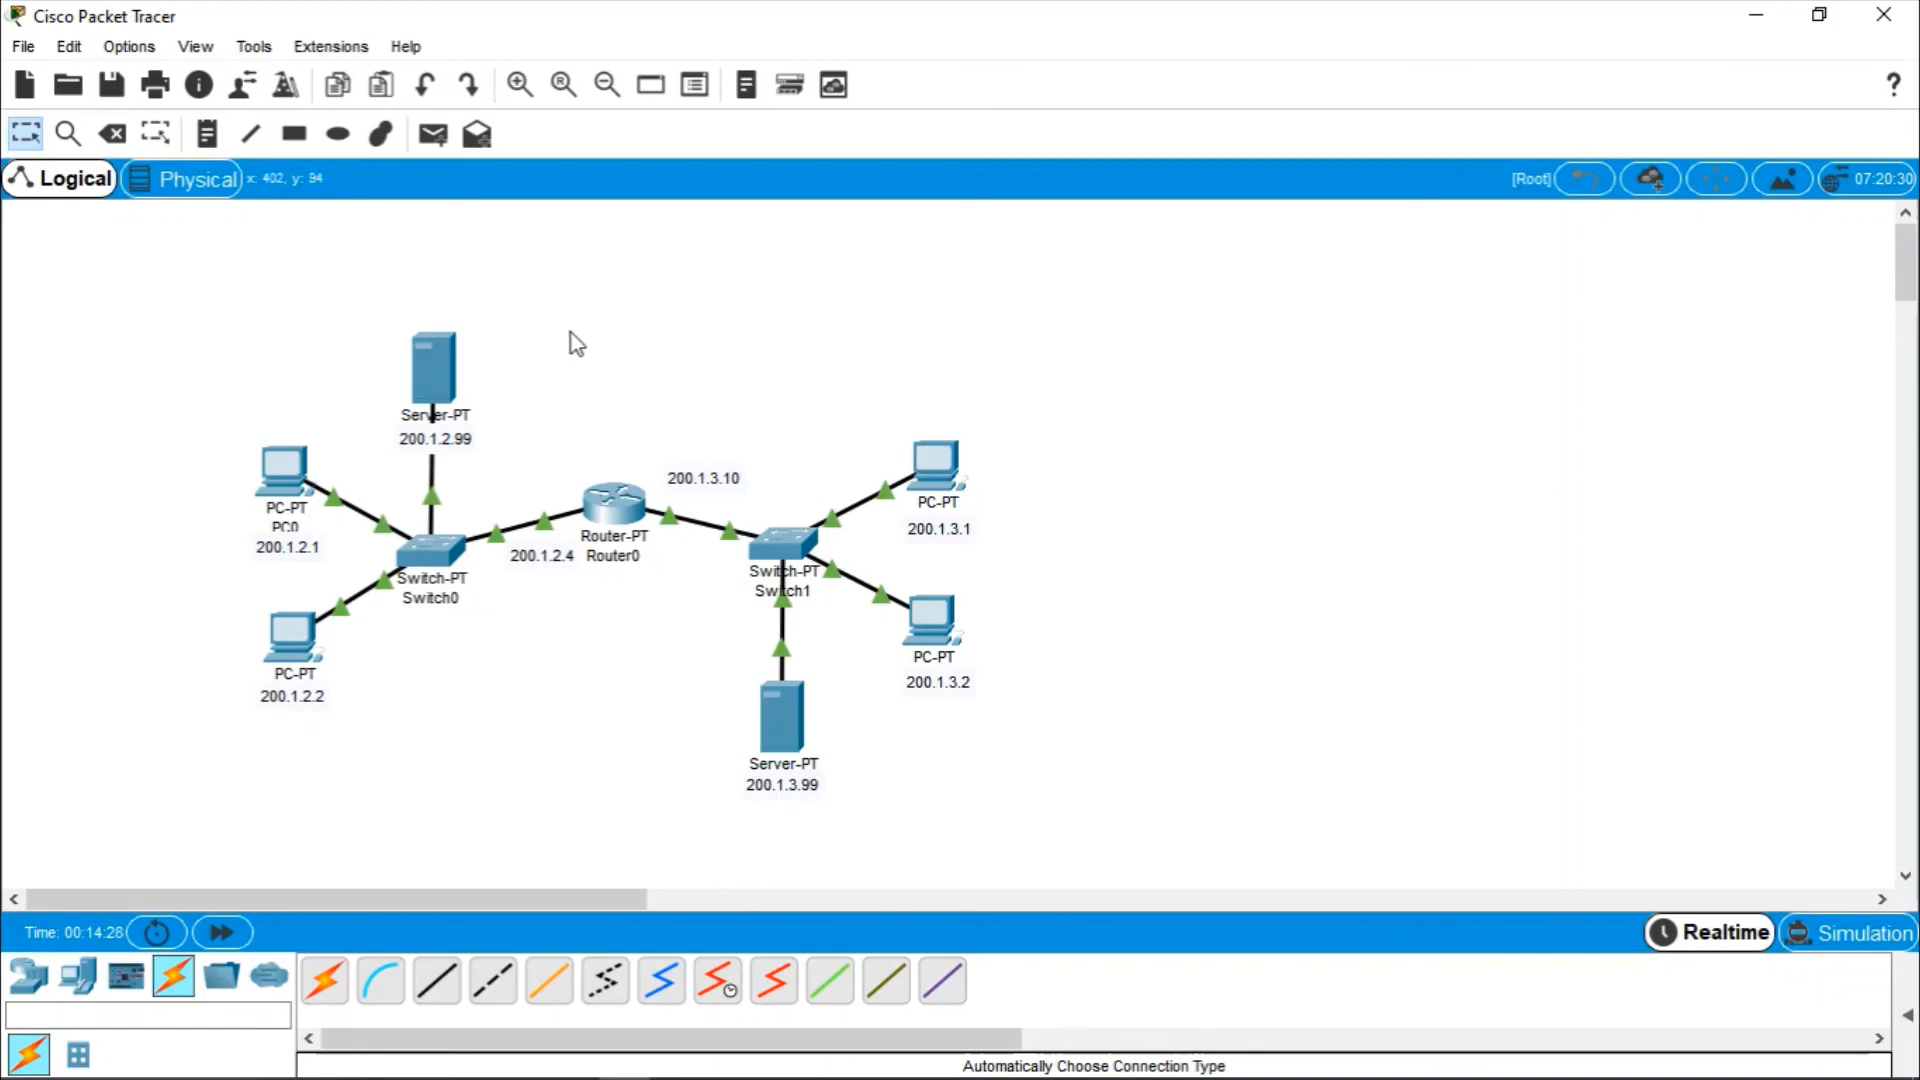 Cisco Packet Tracer
File Edit Options View Tools Extensions Help
?
Logical Physical x: 402, y: 94 [Root] 07:20:30
Server-PT
200.1.2.99
PC-PT
PC0
200.1.2.1
200.1.3.10
PC-PT
200.1.3.1
Router-PT
Router0
200.1.2.4
Switch-PT
Switch0
Switch-PT
Switch1
PC-PT
200.1.2.2
PC-PT
200.1.3.2
Server-PT
200.1.3.99
Time: 00:14:28 Realtime Simulation
Automatically Choose Connection Type